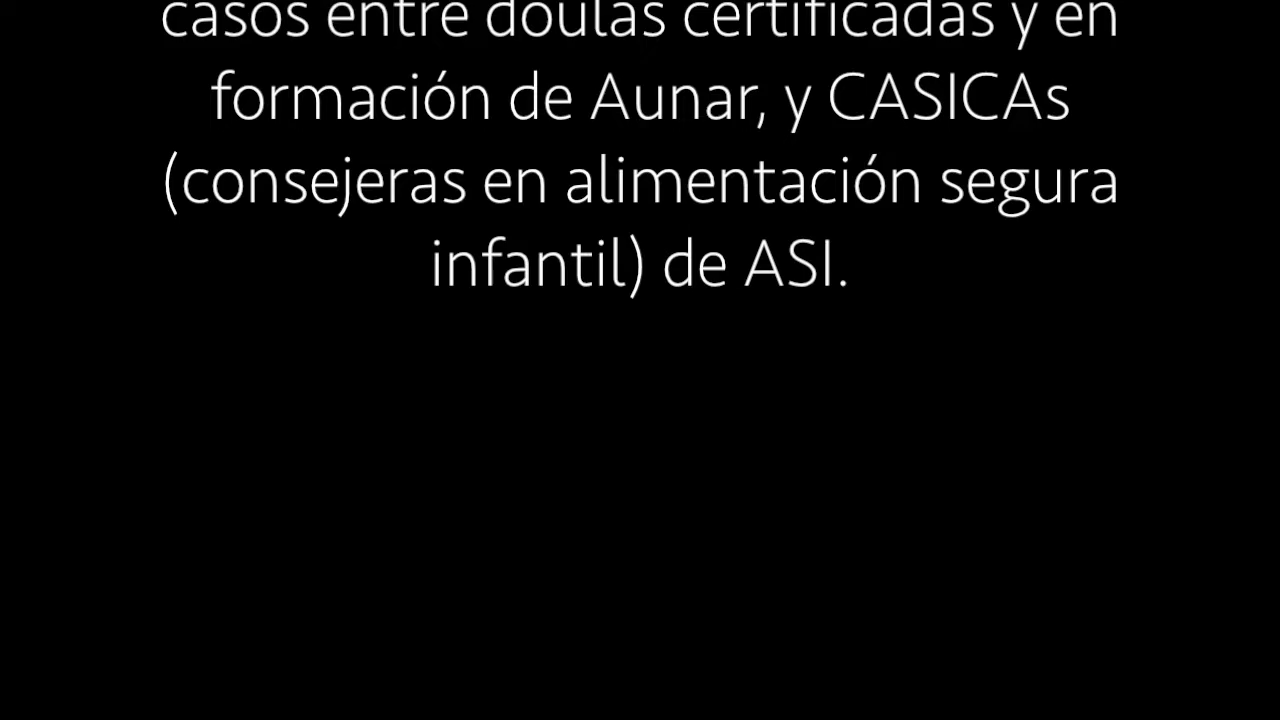 casos entre doulas certificadas y en
formación de Aunar, y CASICAs
(consejeras en alimentación segura
infantil) de ASI.